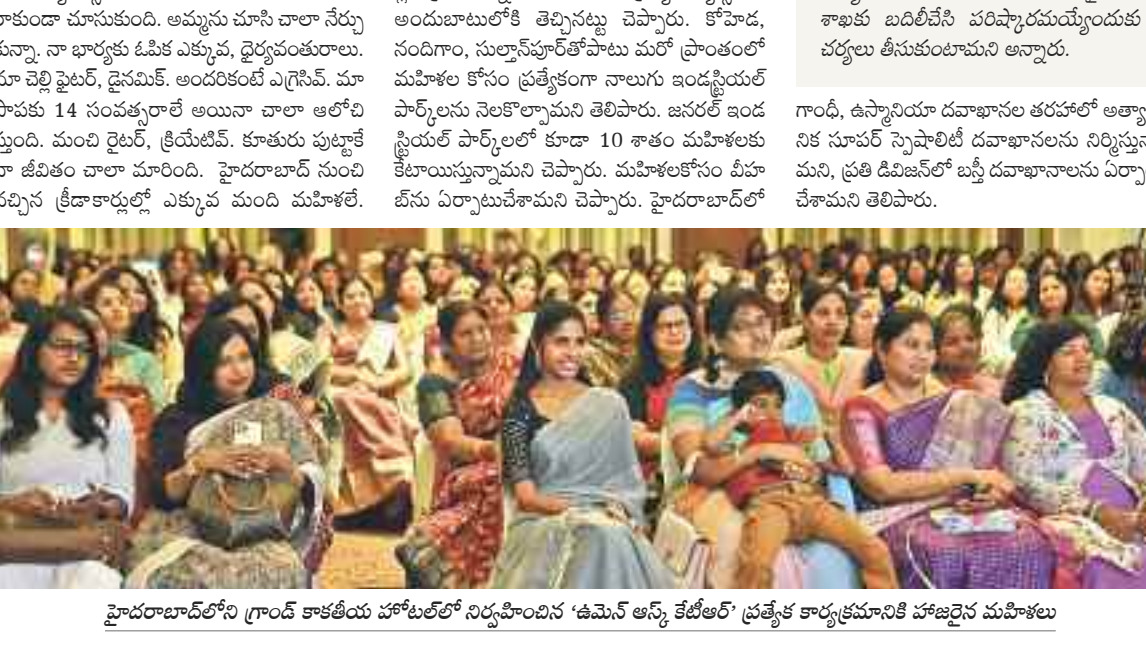 కాకుండా చూసుకుంది. అమ్మను చూసి చాలా నేర్చు
కున్నా. నా భార్యకు ఓపిక ఎక్కువ, ధైర్యవంతురాలు.
మా చెల్లి ఫైటర్, డైనమిక్. అందరికంటే ఎగ్రెసివ్. మా
పాపకు 14 సంవత్సరాలే అయినా చాలా ఆలోచి
స్తుంది. మంచి రైటర్, క్రియేటివ్. కూతురు పుట్టాకే
నా జీవితం చాలా మారింది. హైదరాబాద్ నుంచి
వచ్చిన క్రీడాకారుల్లో ఎక్కువ మంది మహిళలే.
అందుబాటులోకి తెచ్చినట్టు చెప్పారు. కోహెడ,
నందిగాం, సుల్తాన్‌పూర్‌తోపాటు మరో ప్రాంతంలో
మహిళల కోసం ప్రత్యేకంగా నాలుగు ఇండస్ట్రియల్
పార్క్‌లను నెలకొల్పామని తెలిపారు. జనరల్ ఇండ
స్ట్రియల్ పార్క్‌లలో కూడా 10 శాతం మహిళలకు
కేటాయిస్తున్నామని చెప్పారు. మహిళలకోసం వీహ
బ్‌ను ఏర్పాటుచేశామని చెప్పారు. హైదరాబాద్‌లో
శాఖకు బదిలీచేసి పరిష్కారమయ్యేందుకు
చర్యలు తీసుకుంటామని అన్నారు.
గాంధీ, ఉస్మానియా దవాఖానల తరహాలో అత్యా
నిక సూపర్ స్పెషాలిటీ దవాఖానలను నిర్మిస్తున
మని, ప్రతి డివిజన్‌లో బస్తీ దవాఖానాలను ఏర్పా
చేశామని తెలిపారు.
హైదరాబాద్‌లోని గ్రాండ్ కాకతీయ హోటల్‌లో నిర్వహించిన ‘ఉమెన్ ఆస్క్ కేటీఆర్’ ప్రత్యేక కార్యక్రమానికి హాజరైన మహిళలు